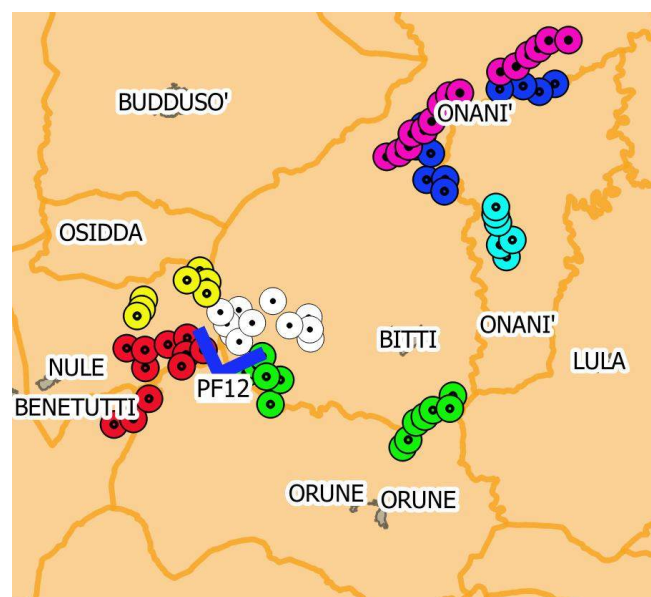 BUDDUSO'
ONANI'
OSIDDA
ONANI'
BITTI
LULA
NULE
PF12
BENETUTTI
ORUNE
ORUNE